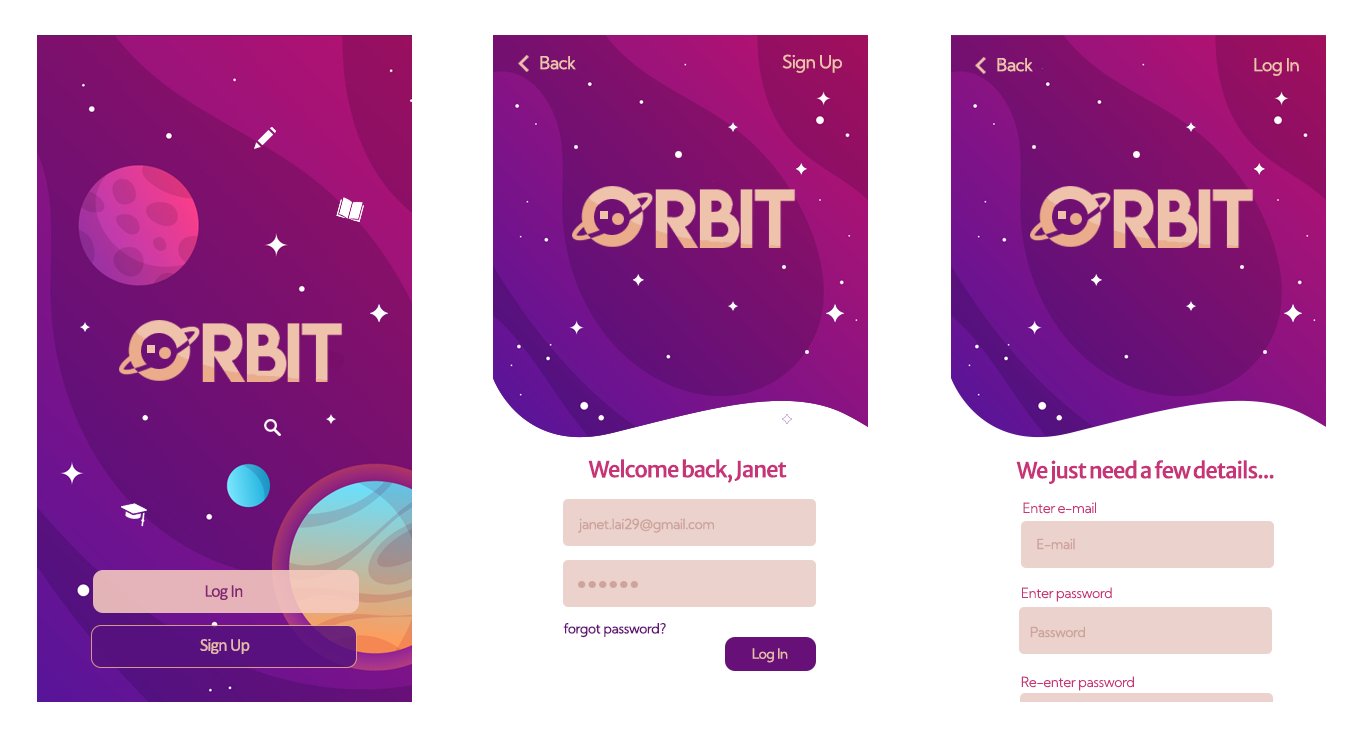 ORBIT
Log In
Sign Up
Back
Sign Up
ORBIT
Welcome back, Janet
janet.lai29@gmail.com
forgot password?
Log In
Back
Log In
ORBIT
We just need a few details...
Enter e-mail
E-mail
Enter password
Password
Re-enter password